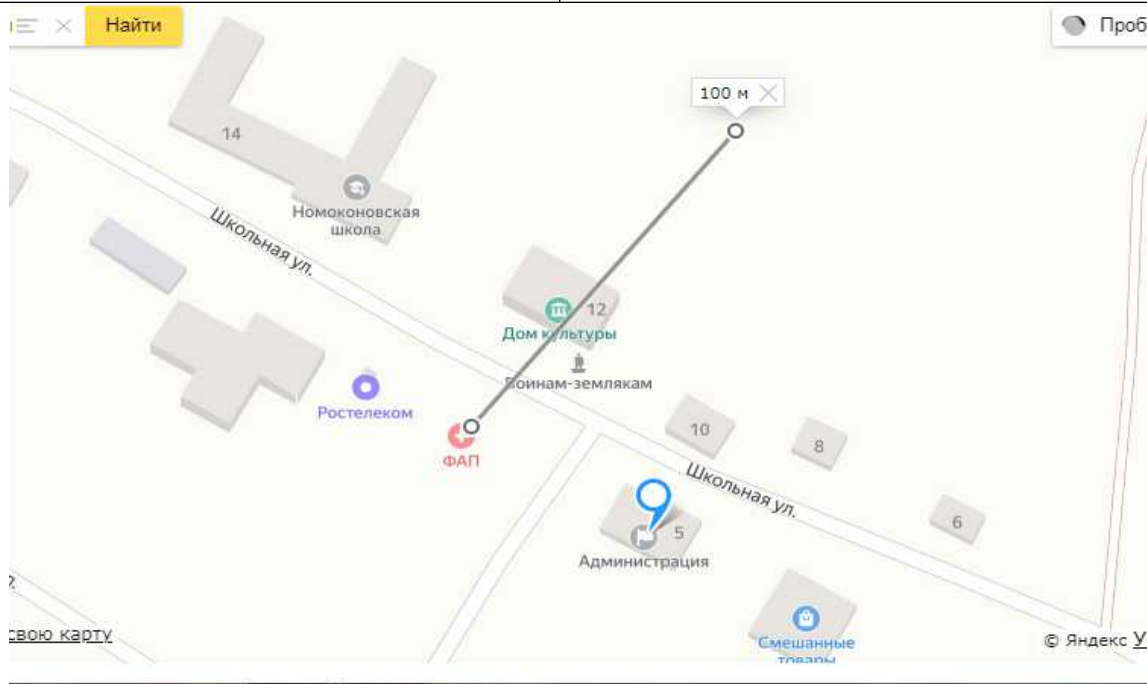 Найти
Проб
100 м
14
Номоконовская
школа
Школьная ул.
12
Дом культуры
Воинам-землякам
Ростелеком
ФАП
10
8
Школьная ул.
6
5
Администрация
Смешанные
товары
свою карту
© Яндекс У